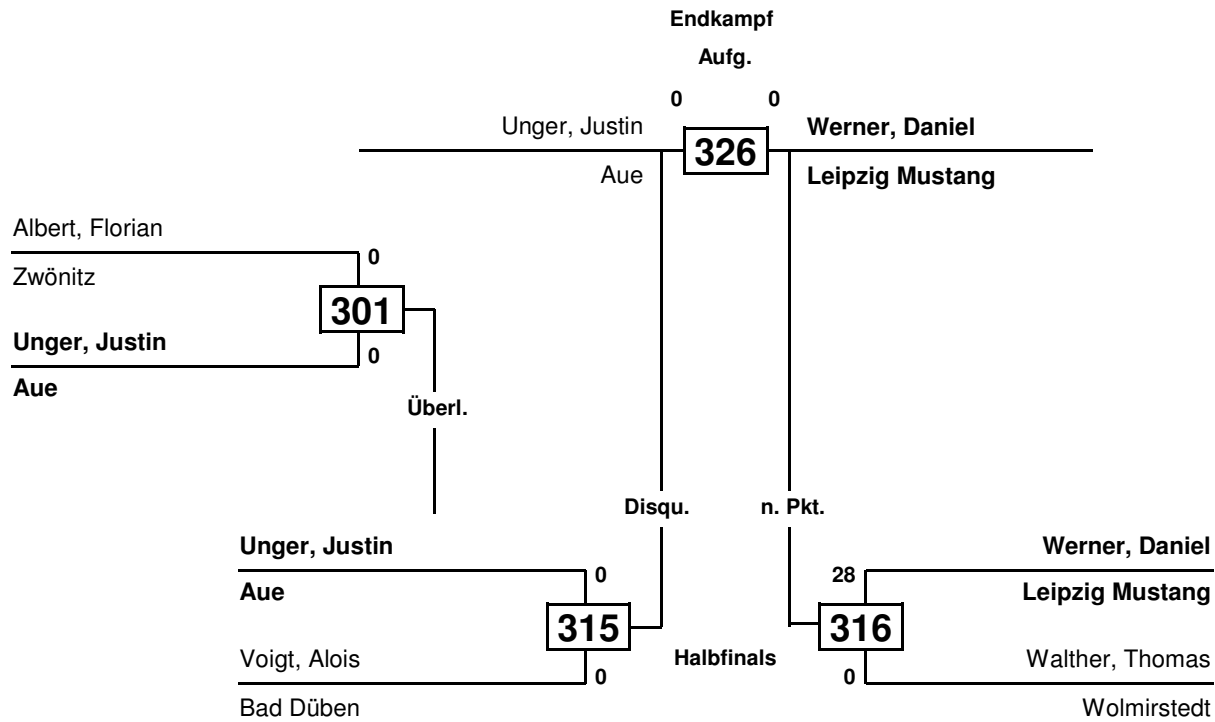 Endkampf
Aufg.
0 0
Unger, Justin 326 Werner, Daniel
Aue Leipzig Mustang
Albert, Florian
0
Zwönitz
301
Unger, Justin
0
Aue
Überl.
Disqu. n. Pkt.
Unger, Justin Werner, Daniel
0 28
Aue Leipzig Mustang
315 316
Voigt, Alois Halbfinals Walther, Thomas
0 0
Bad Düben Wolmirstedt